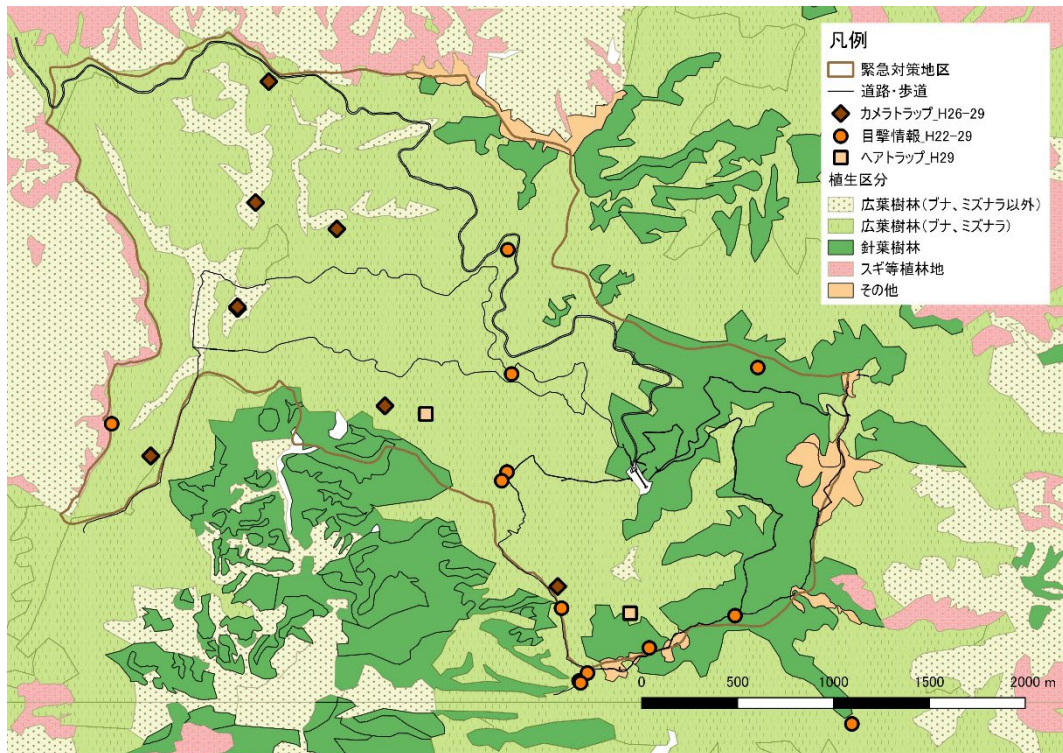 凡例
緊急対策地区
道路・歩道
カメラトラップ_H26-29
目撃情報_H22-29
ヘアトラップ_H29
植生区分
広葉樹林(ブナ、ミズナラ以外)
広葉樹林(ブナ、ミズナラ)
針葉樹林
スギ等植林地
その他
0 500 1000 1500 2000 m